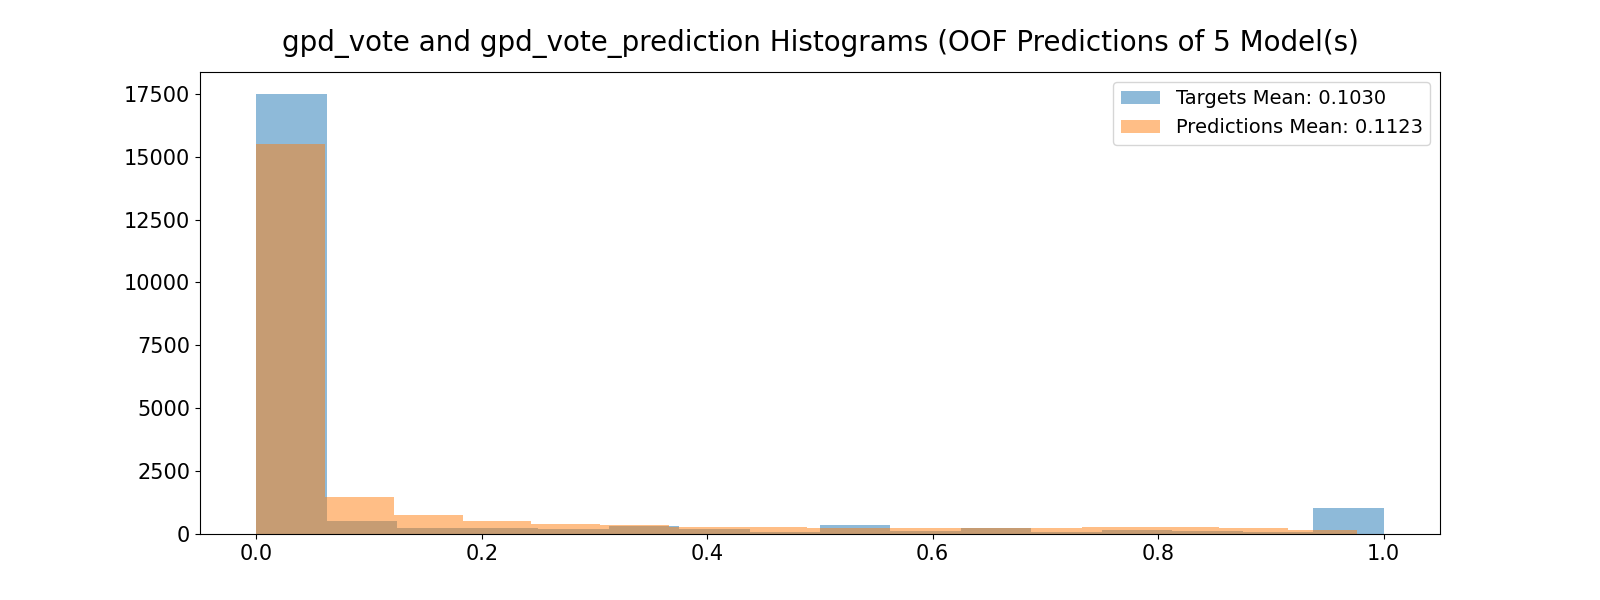 gpd_vote and gpd_vote_prediction Histograms (OOF Predictions of 5 Model(s)
Targets Mean: 0.1030
Predictions Mean: 0.1123
17500
15000
12500
10000
7500
5000
2500
0
0.0 0.2 0.4 0.6 0.8 1.0